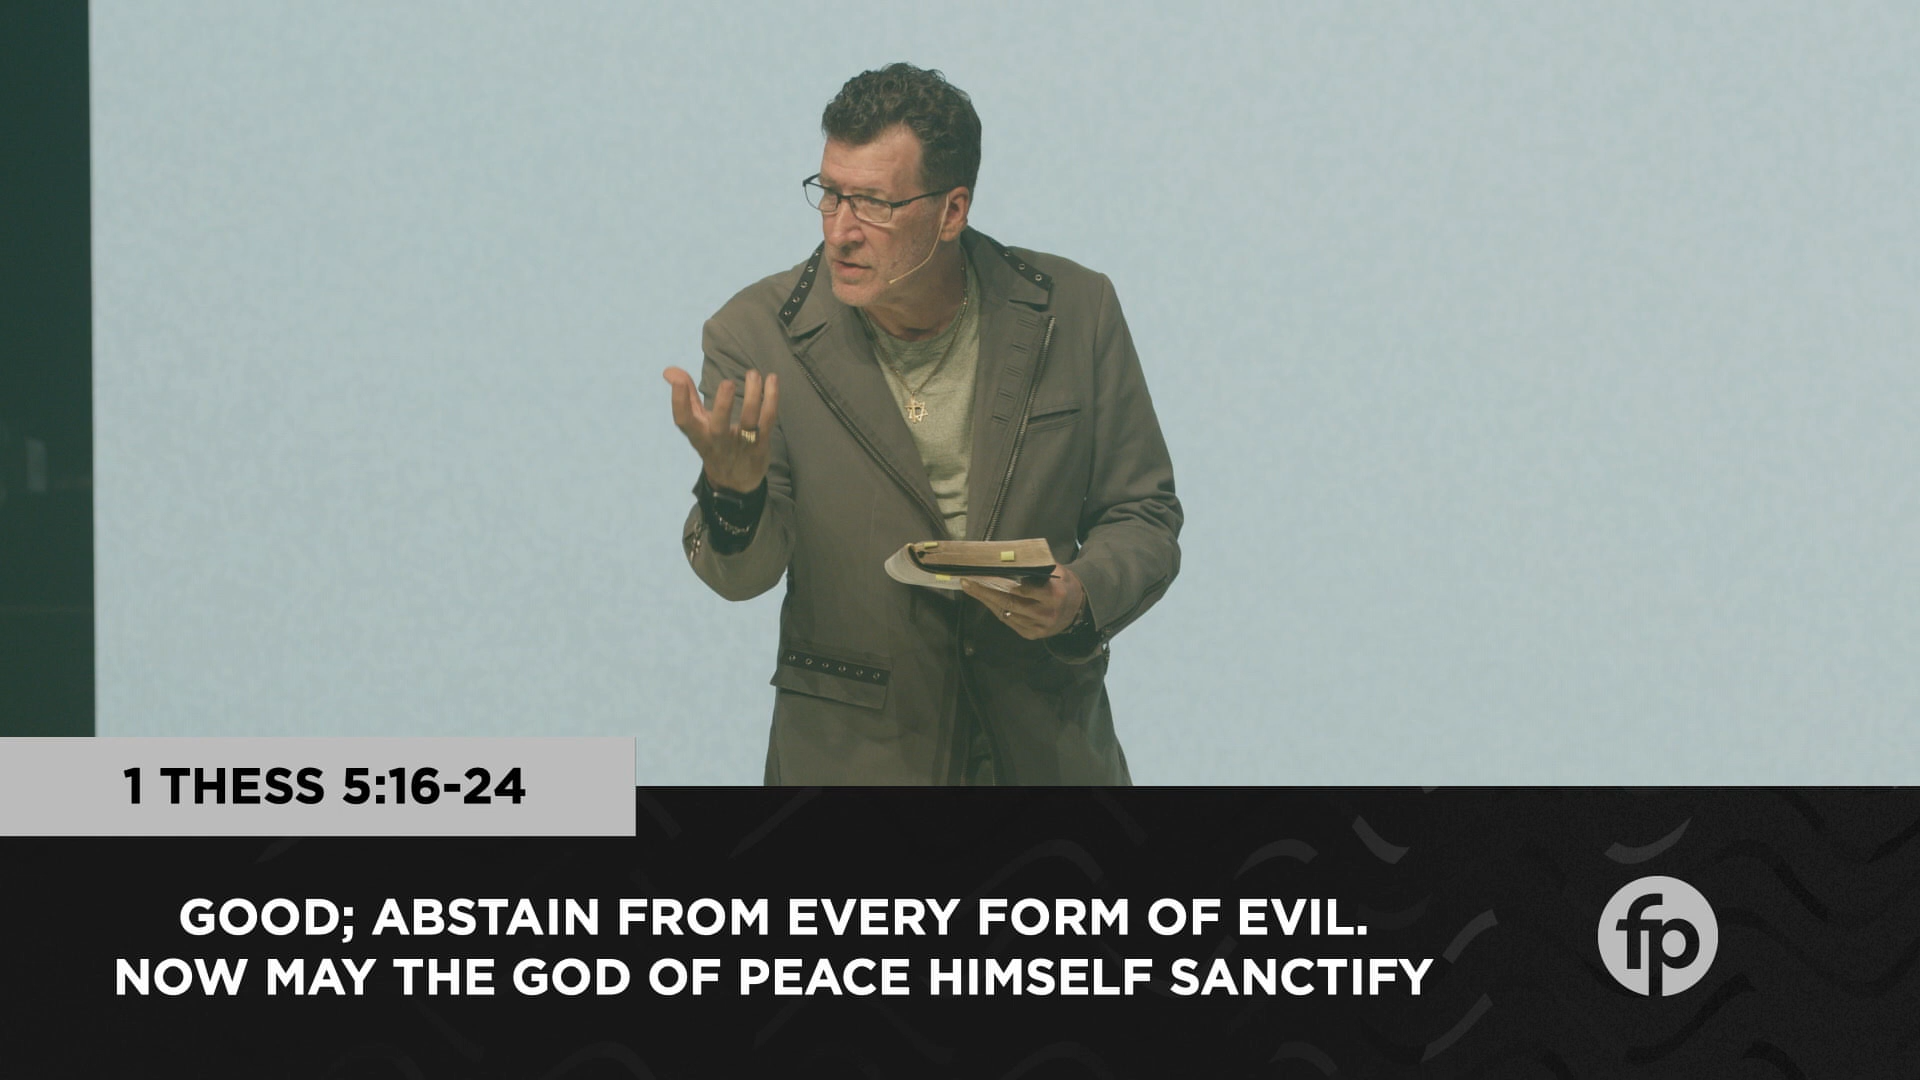 1 THESS 5:16-24
GOOD; ABSTAIN FROM EVERY FORM OF EVIL.
NOW MAY THE GOD OF PEACE HIMSELF SANCTIFY
fp